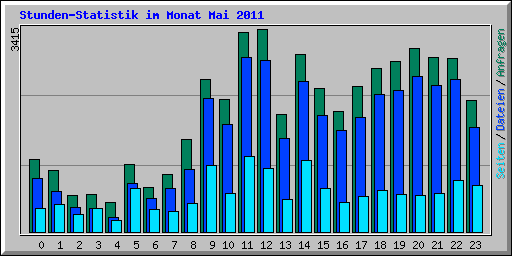 Stunden-Statistik im Monat Mai 2011
3415
Seiten / Dateien / Anfragen
0 1 2 3 4 5 6 7 8 9 10 11 12 13 14 15 16 17 18 19 20 21 22 23